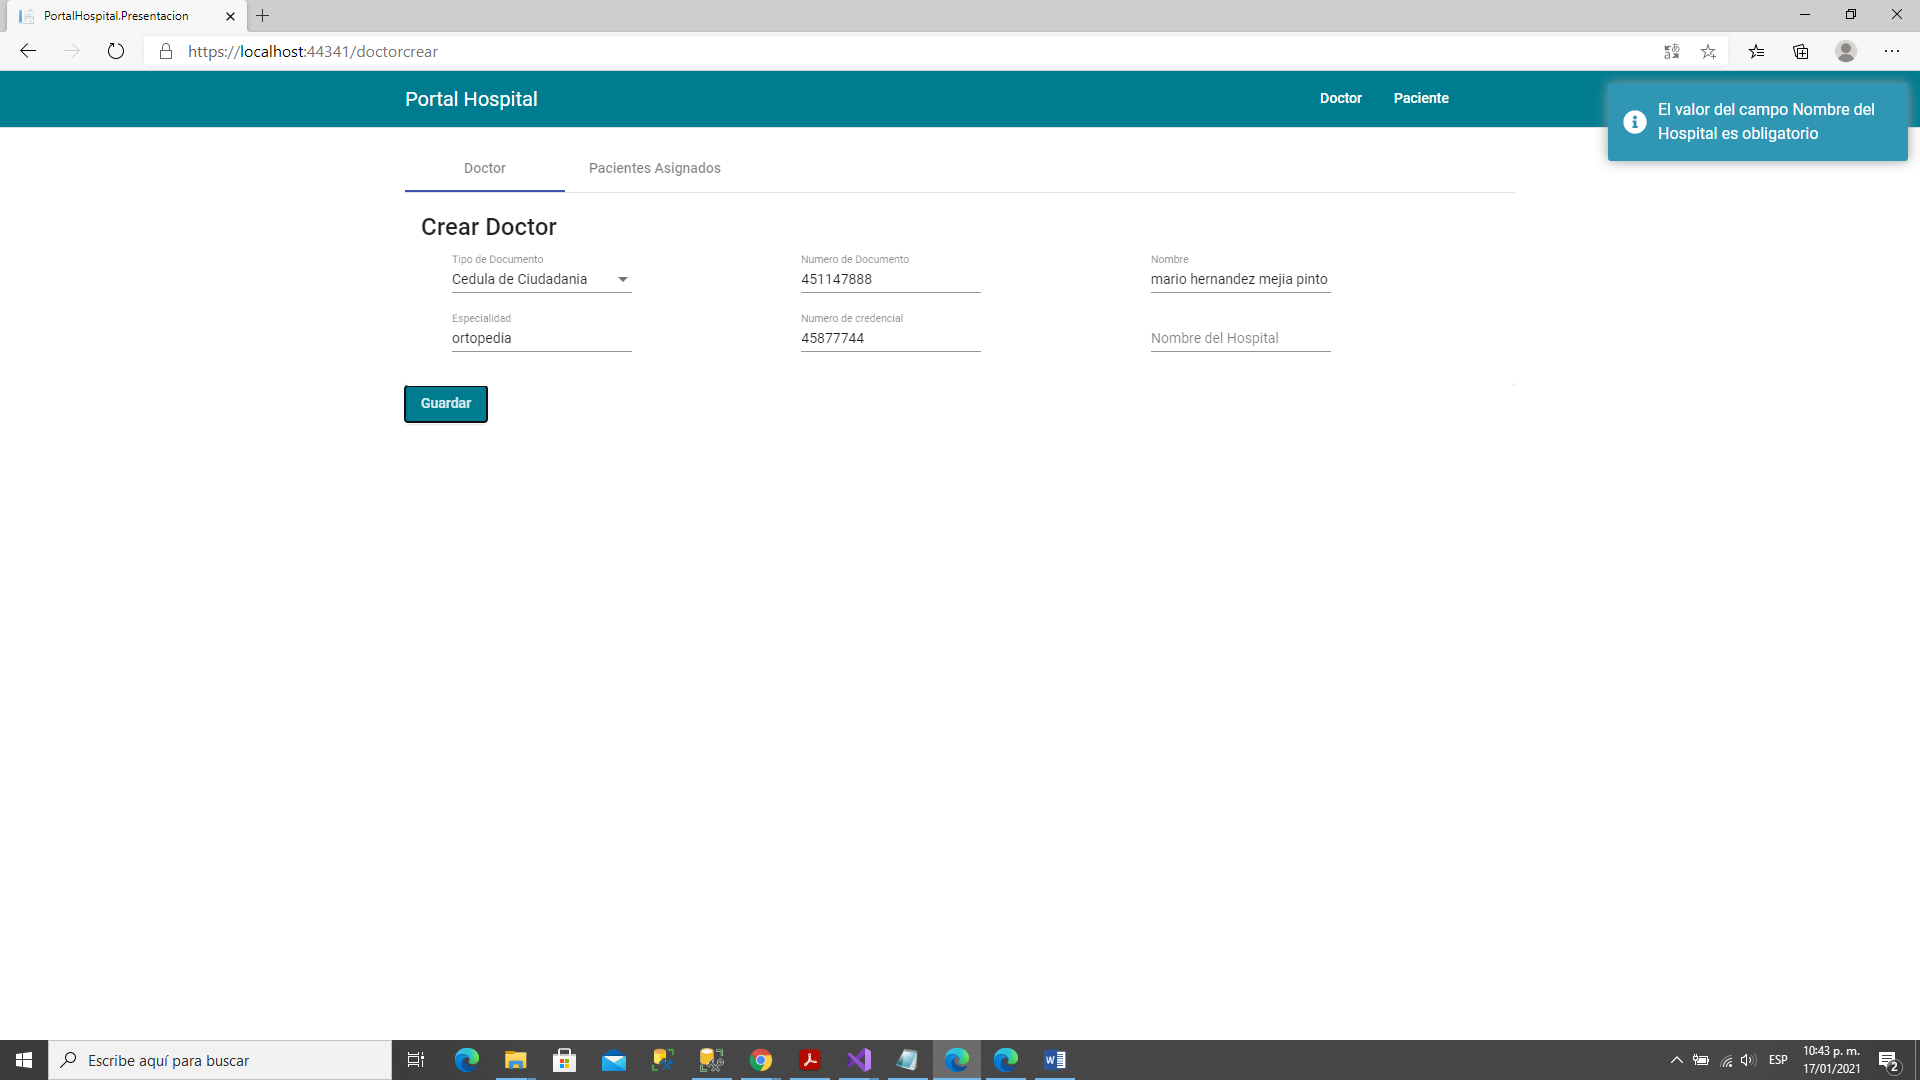 PortalHospital.Presentacion
https://localhost:44341/doctorcrear
Portal Hospital
Doctor
Paciente
El valor del campo Nombre del
Hospital es obligatorio
Doctor
Pacientes Asignados
Crear Doctor
Tipo de Documento
Numero de Documento
Nombre
Cedula de Ciudadania
451147888
mario hernandez mejia pinto
Especialidad
Numero de credencial
ortopedia
45877744
Nombre del Hospital
Guardar
Escribe aquí para buscar
ESP
10:43 p. m.
17/01/2021
2